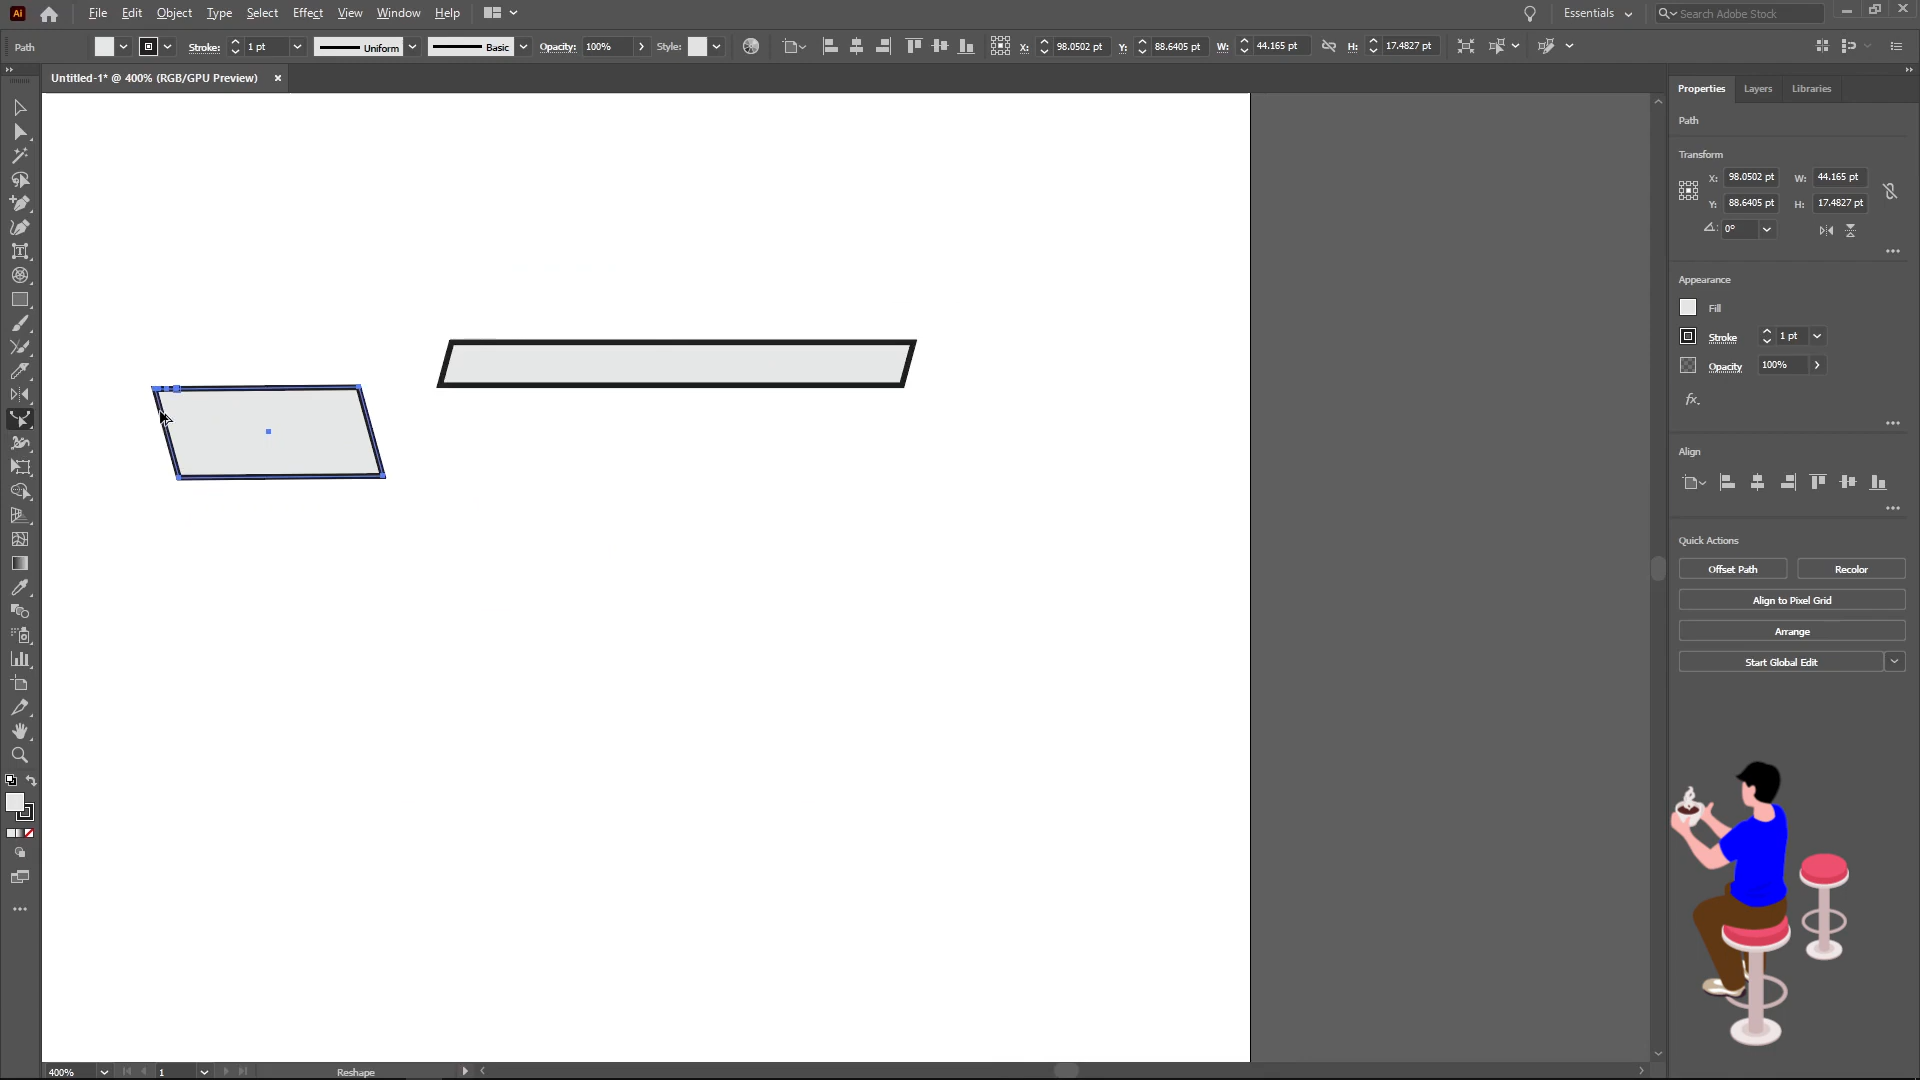 Ai File Edit Object Type Select Effect View Window Help Essentials Search Adobe Stock
Path Stroke: 1 pt Uniform Basic Opacity: 100% Style: X: 98.0502 pt Y: 88.6405 pt W: 44.165 pt H: 17.4827 pt
Untitled-1* @ 400% (RGB/GPU Preview)
Properties Layers Libraries
Path
Transform
X: 98.0502 pt W: 44.165 pt
Y: 88.6405 pt H: 17.4827 pt
0°
Appearance
Fill
Stroke 1 pt
Opacity 100%
fx.
Align
Quick Actions
Offset Path Recolor
Align to Pixel Grid
Arrange
Start Global Edit
400% 1 Reshape